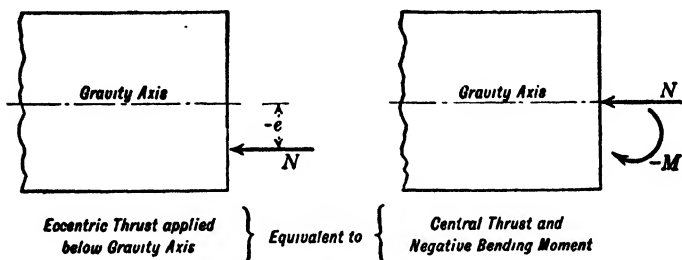 Gravity Axis
-e
N
Gravity Axis
N
-M
Eccentric Thrust applied
below Gravity Axis
Equivalent to
Central Thrust and
Negative Bending Moment